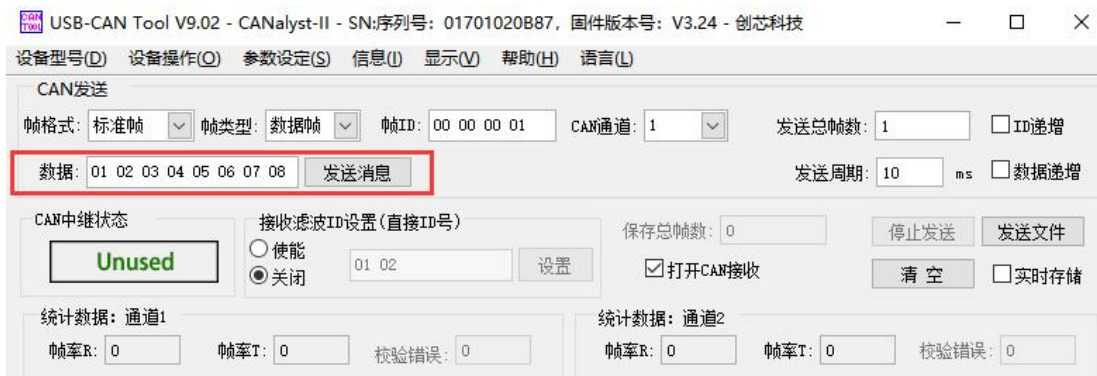 CAN TOOL USB-CAN Tool V9.02 - CANalyst-II - SN:序列号: 01701020B87, 固件版本号: V3.24 - 创芯科技
设备型号(D) 设备操作(O) 参数设定(S) 信息(I) 显示(V) 帮助(H) 语言(L)
CAN发送
帧格式: 标准帧 帧类型: 数据帧 帧ID: 00 00 00 01 CAN通道: 1 发送总帧数: 1 ID递增
数据: 01 02 03 04 05 06 07 08 发送消息 发送周期: 10 ms 数据递增
CAN中继状态 接收滤波ID设置(直接ID号) 保存总帧数: 0 停止发送 发送文件
Unused 使能 01 02 设置 打开CAN接收 清 空 实时存储
关闭
统计数据: 通道1 统计数据: 通道2
帧率R: 0 帧率T: 0 校验错误: 0 帧率R: 0 帧率T: 0 校验错误: 0